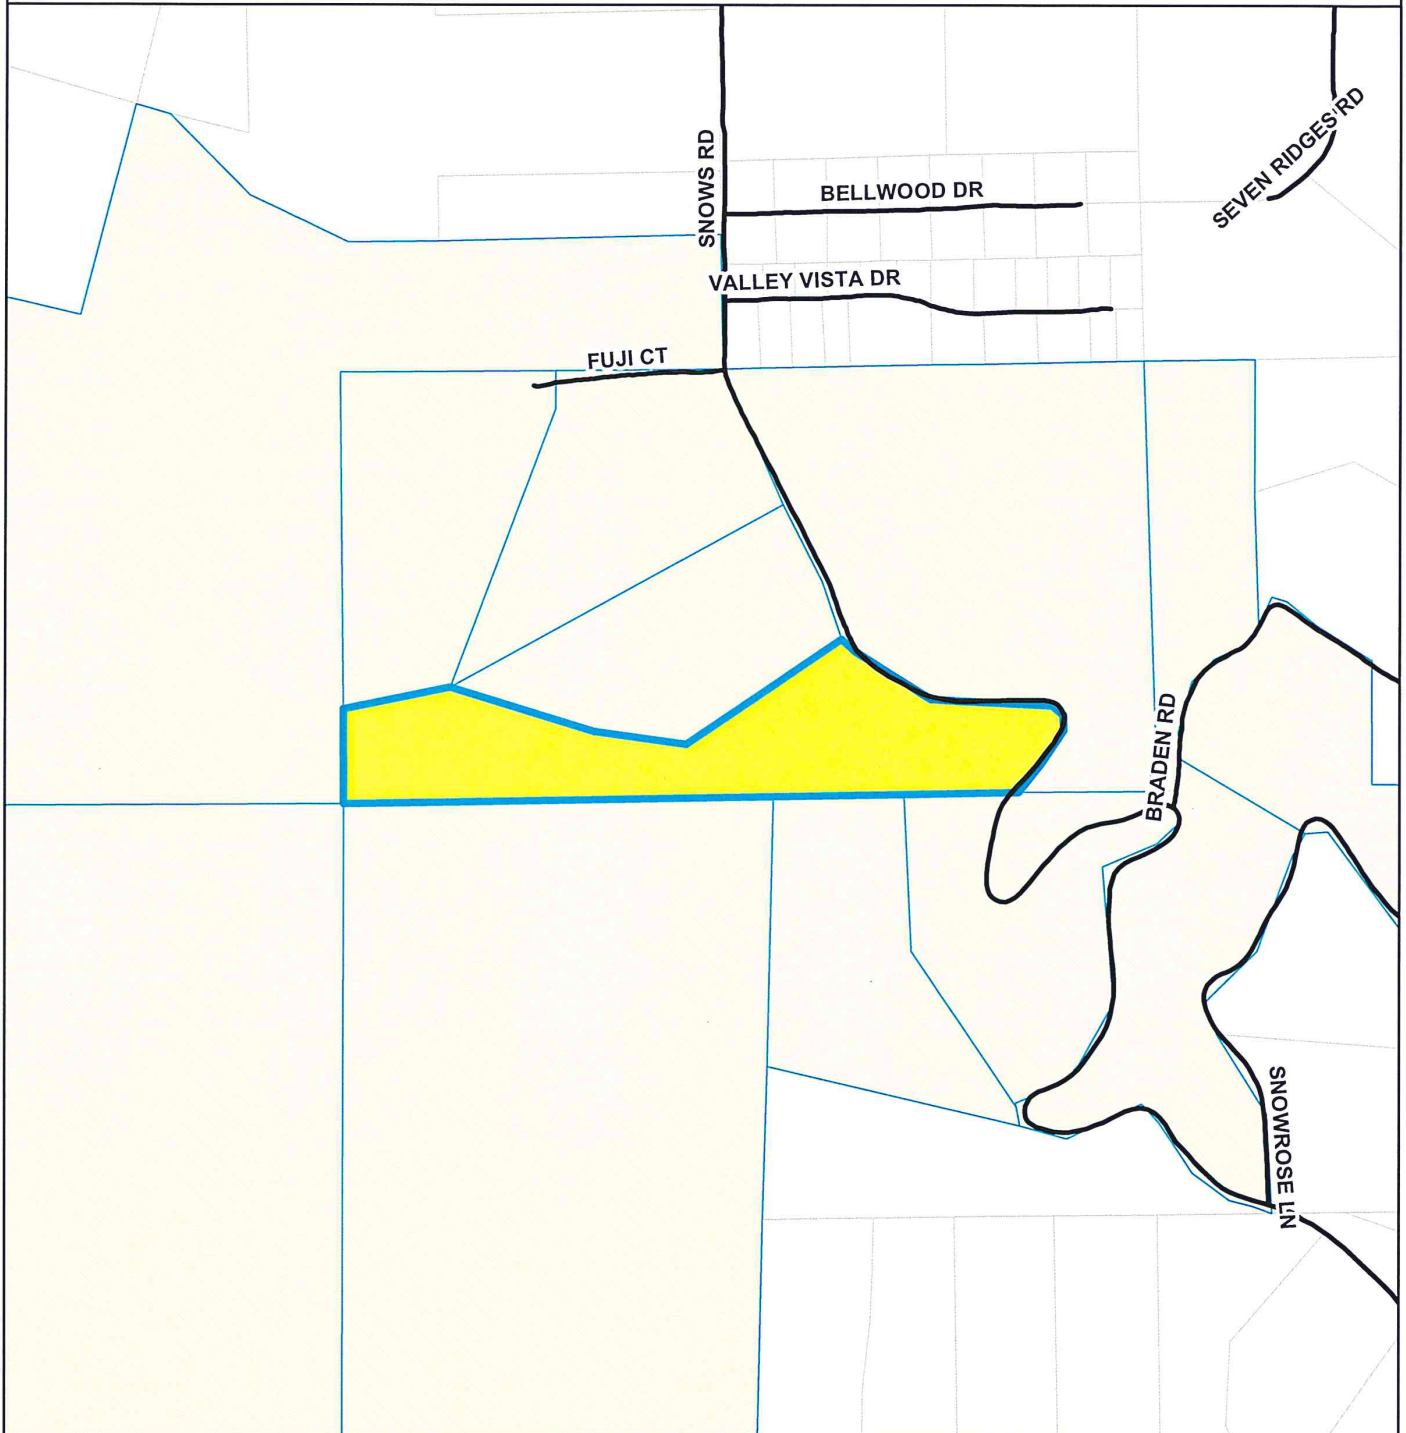 SNOWS RD
BELLWOOD DR
SEVEN RIDGES RD
VALLEY VISTA DR
FUJI CT
BRADEN RD
SNOWROSE LN